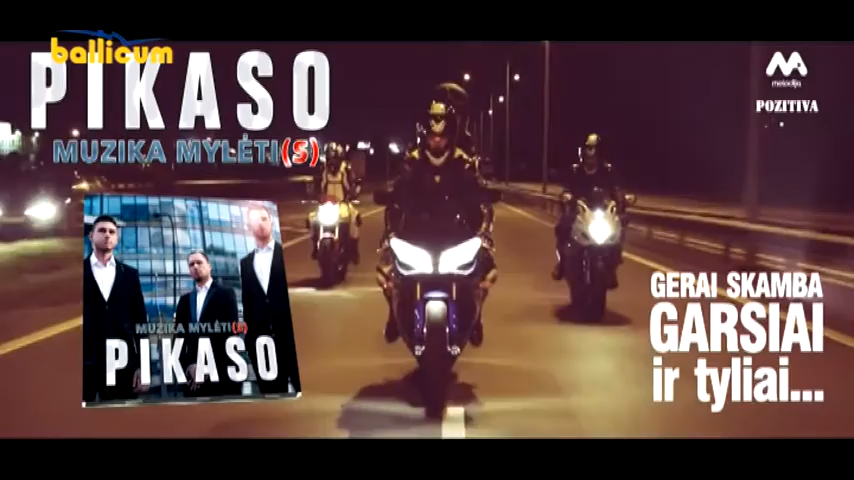 balticum
PIKASO
MUZIKA MYLĖTI(S)
melodija
POZITIVA
MUZIKA MYLĖTI(S)
PIKASO
GERAI SKAMBA
GARSIAI
ir tyliai...